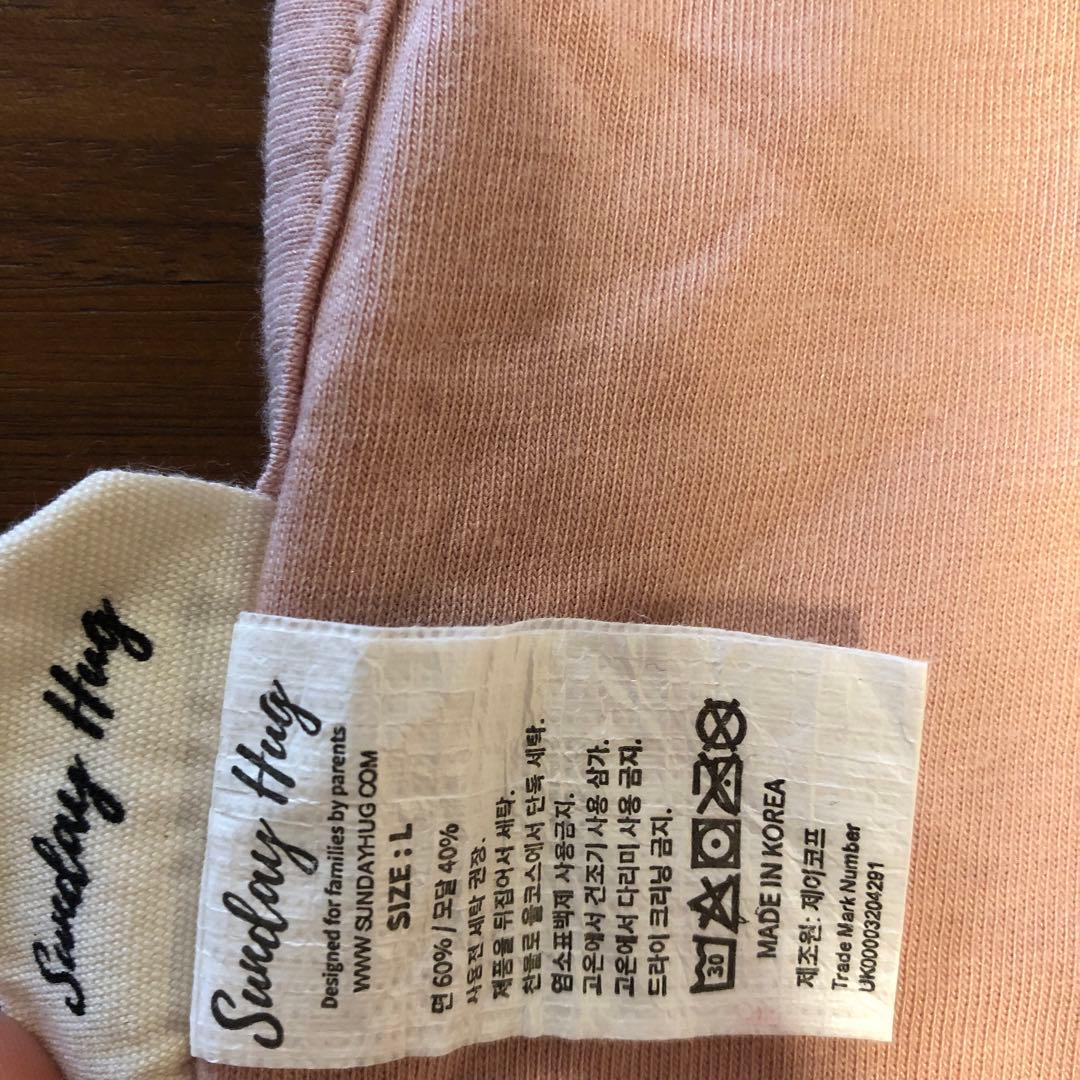 Sunday Hug
Sunday Hug
Designed for families by parents
WWW.SUNDAYHUG.COM
SIZE : L
면 60% / 모달 40%
사용전 세탁 권장.
제품을 뒤집어서 세탁.
찬물로 울코스에서 단독 세탁.
염소표백제 사용금지.
고온에서 건조기 사용 삼가.
고온에서 다리미 사용 금지.
드라이 크리닝 금지.
30
MADE IN KOREA
제조원: 제이코프
Trade Mark Number
UK00003204291